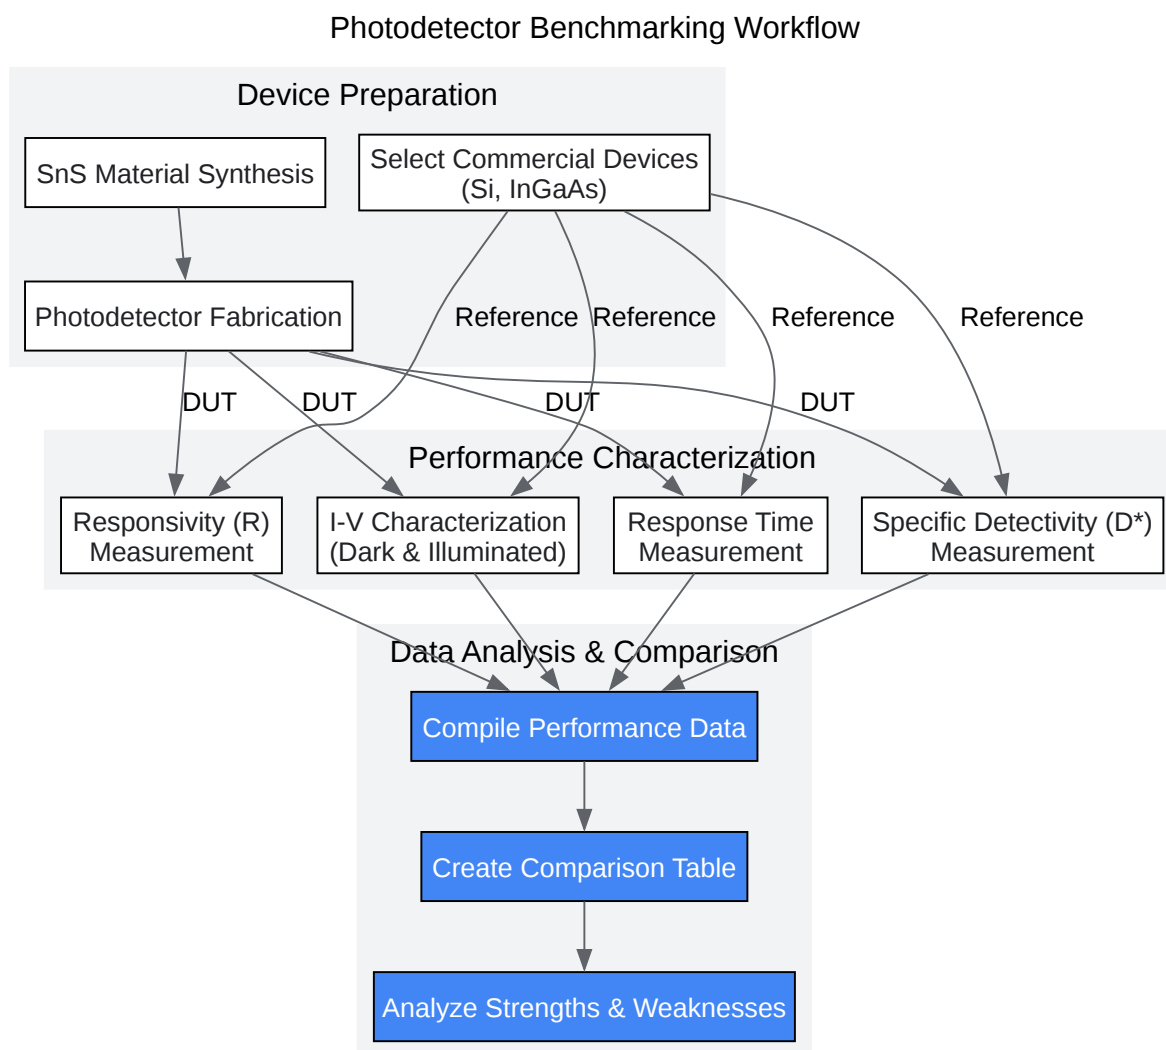 Photodetector Benchmarking Workflow
Device Preparation
SnS Material Synthesis
Select Commercial Devices
(Si, InGaAs)
Photodetector Fabrication
Reference
Reference
Reference
Reference
DUT
DUT
DUT
DUT
Performance Characterization
Responsivity (R)
Measurement
I-V Characterization
(Dark & Illuminated)
Response Time
Measurement
Specific Detectivity (D*)
Measurement
Data Analysis & Comparison
Compile Performance Data
Create Comparison Table
Analyze Strengths & Weaknesses